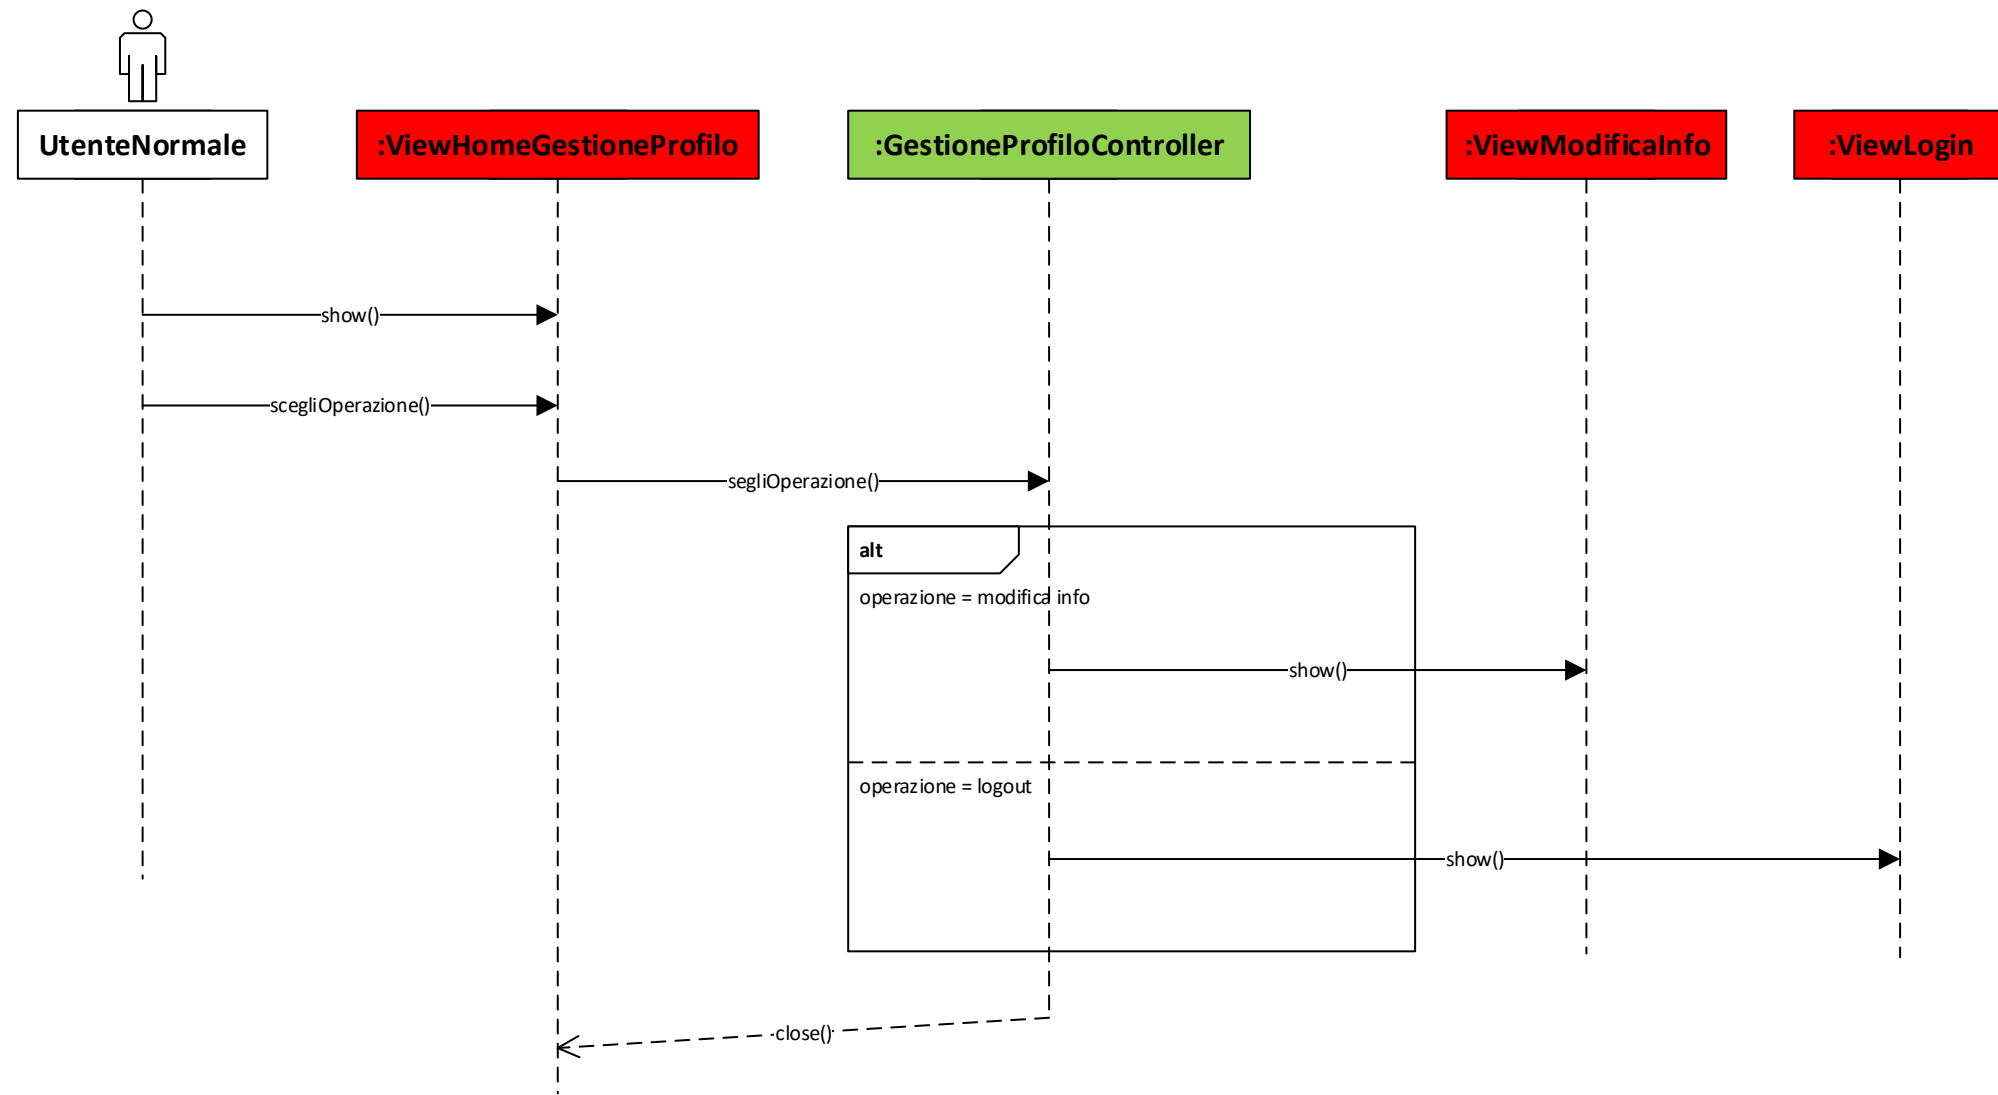 UtenteNormale
:ViewHomeGestioneProfilo
:GestioneProfiloController
:ViewModificaInfo
:ViewLogin
show()
scegliOperazione()
segliOperazione()
alt
operazione = modifica info
show()
operazione = logout
show()
close()